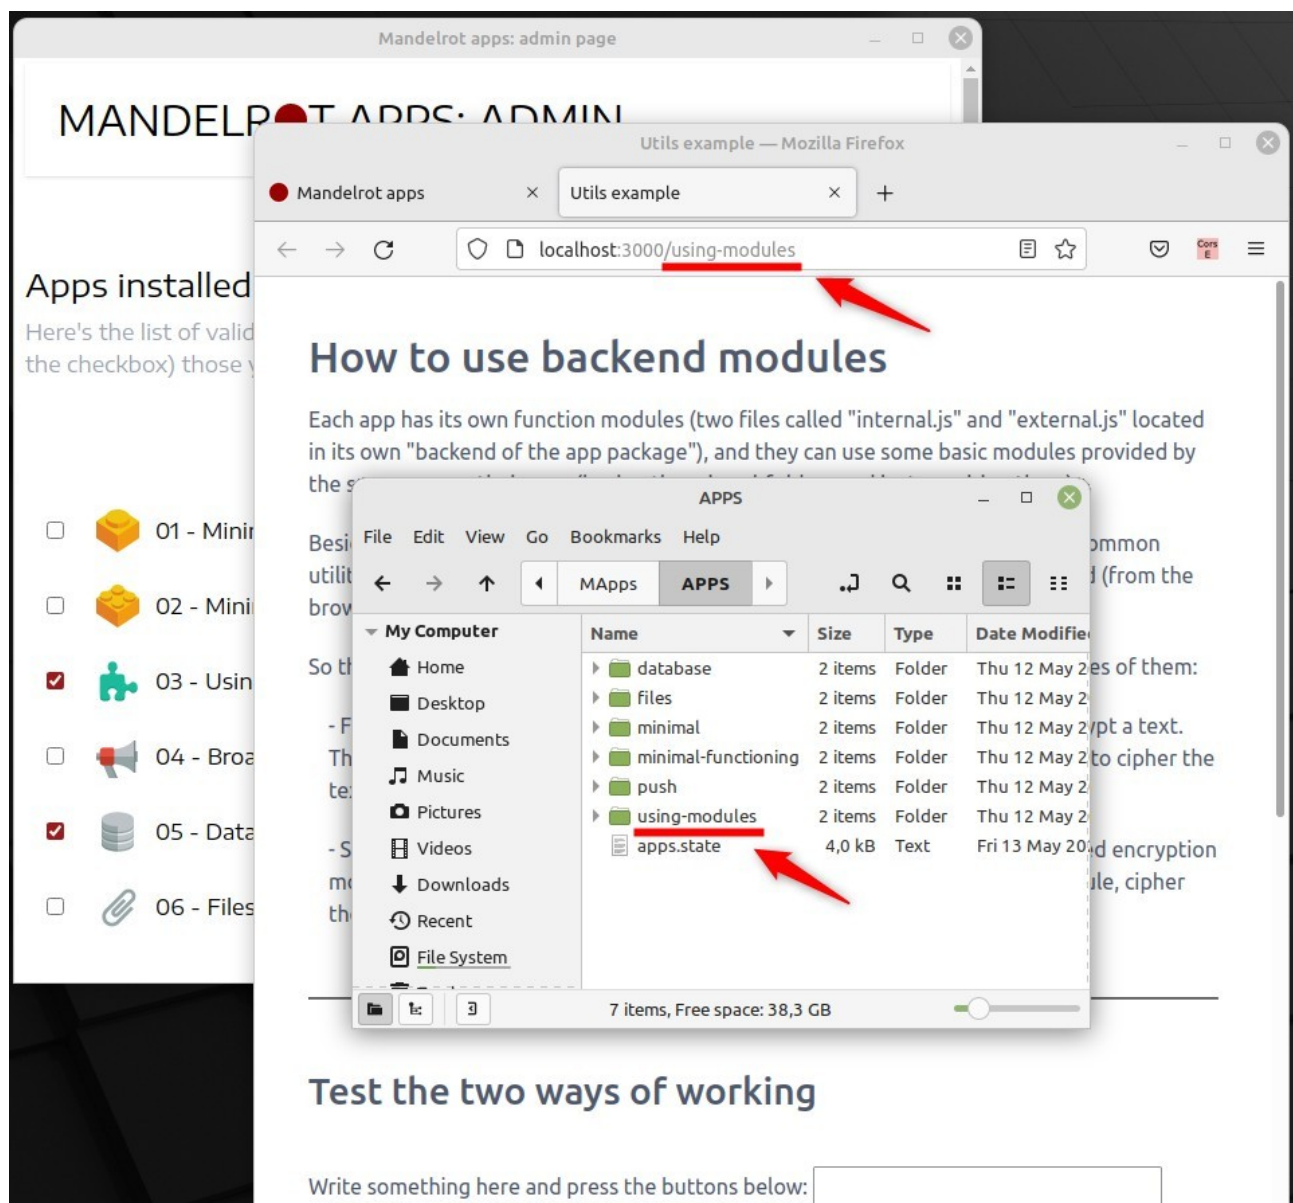 Mandelrot apps: admin page
MANDELR T APPS: ADMIN
Utils example — Mozilla Firefox
Mandelrot apps
Utils example
localhost:3000/using-modules
Cors
E
Apps installed
Here's the list of valid
the checkbox) those
01 - Minim
02 - Mini
03 - Usin
04 - Broa
05 - Data
06 - Files
How to use backend modules
Each app has its own function modules (two files called "internal.js" and "external.js" located
in its own "backend of the app package"), and they can use some basic modules provided by
the s
Besi
ommon
utilit
(from the
brow
So th
es of them:
- F
ypt a text.
Th
to cipher the
te
- S
d encryption
mo
ule, cipher
th
APPS
File Edit View Go Bookmarks Help
MApps APPS
My Computer
Home
Desktop
Documents
Music
Pictures
Videos
Downloads
Recent
File System
Name Size Type Date Modifie
database 2 items Folder Thu 12 May 2
files 2 items Folder Thu 12 May 2
minimal 2 items Folder Thu 12 May 2
minimal-functioning 2 items Folder Thu 12 May 2
push 2 items Folder Thu 12 May 2
using-modules 2 items Folder Thu 12 May 2
apps.state 4,0 kB Text Fri 13 May 202
7 items, Free space: 38,3 GB
Test the two ways of working
Write something here and press the buttons below: